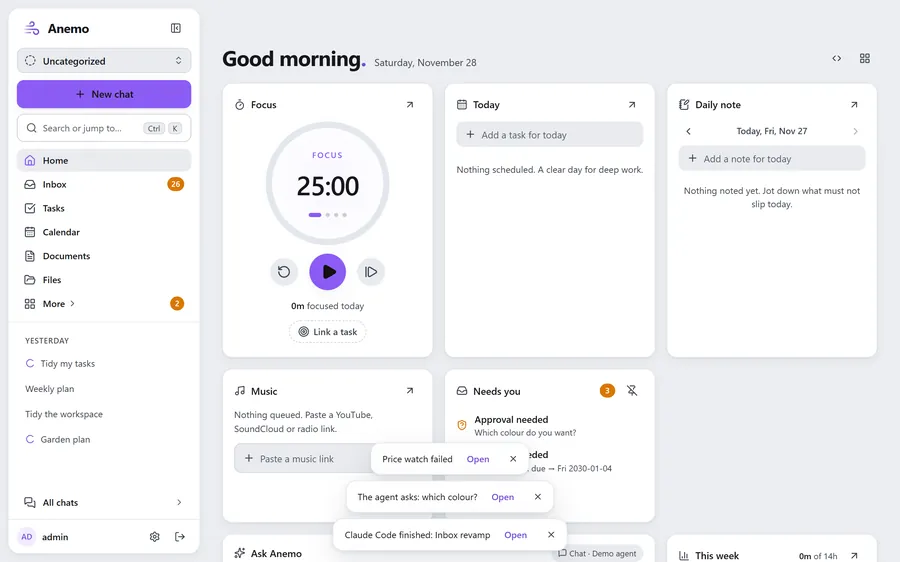 Anemo
Uncategorized
+ New chat
Search or jump to... Ctrl K
Home
Inbox 26
Tasks
Calendar
Documents
Files
More 2
YESTERDAY
Tidy my tasks
Weekly plan
Tidy the workspace
Garden plan
All chats
AD admin
Good morning. Saturday, November 28
Focus
FOCUS
25:00
0m focused today
Link a task
Today
+ Add a task for today
Nothing scheduled. A clear day for deep work.
Daily note
Today, Fri, Nov 27
+ Add a note for today
Nothing noted yet. Jot down what must not
slip today.
Music
Nothing queued. Paste a YouTube,
SoundCloud or radio link.
+ Paste a music link
Needs you 3
Approval needed
Which colour do you want?
due → Fri 2030-01-04
Price watch failed Open
The agent asks: which colour? Open
Claude Code finished: Inbox revamp Open
Ask Anemo
Chat · Demo agent
This week 0m of 14h